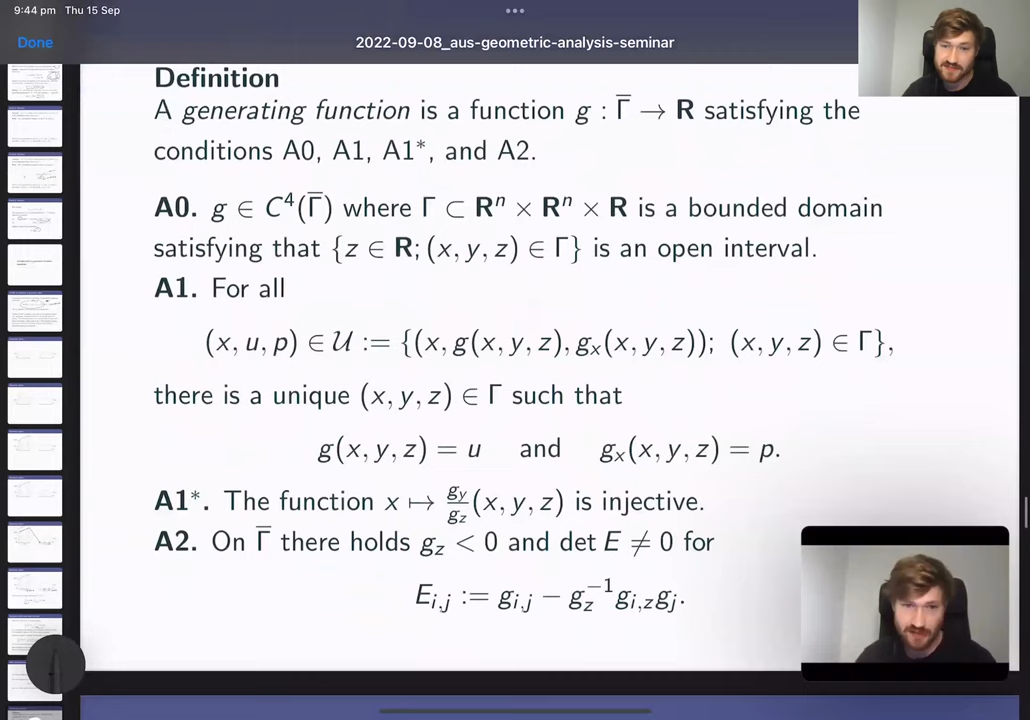 9:44 pm Thu 15 Sep
Done
2022-09-08_aus-geometric-analysis-seminar
Definition
A generating function is a function g : Γ̅ → R satisfying the
conditions A0, A1, A1*, and A2.
A0. g ∈ C⁴(Γ̅) where Γ ⊂ Rⁿ × Rⁿ × R is a bounded domain
satisfying that {z ∈ R; (x, y, z) ∈ Γ} is an open interval.
A1. For all
(x, u, p) ∈ 𝒰 := {(x, g(x, y, z), gₓ(x, y, z)); (x, y, z) ∈ Γ},
there is a unique (x, y, z) ∈ Γ such that
g(x, y, z) = u and gₓ(x, y, z) = p.
A1*. The function x ↦ g_y/g_z (x, y, z) is injective.
A2. On Γ̅ there holds g_z < 0 and det E ≠ 0 for
E_{i,j} := g_{i,j} − g_z^{−1} g_{i,z} g_j.